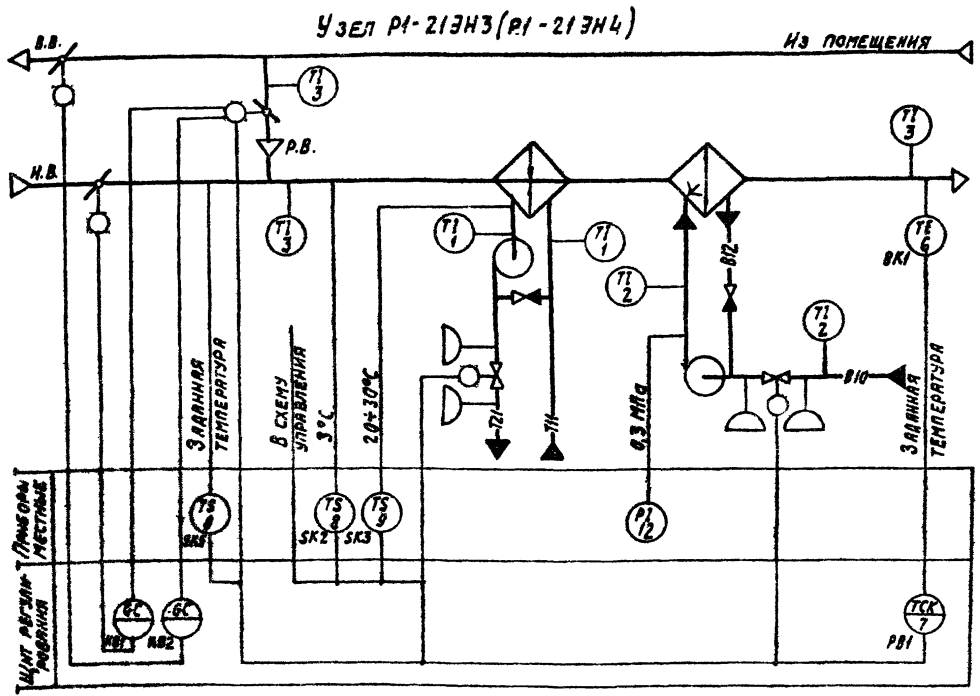 Узел Р1-21ЭН3 (Р1-21ЭН4)
В.В.
Из помещения
TI
3
TI
3
Р.В.
Н.В.
TI
3
TI
1
TI
1
TE
6
ВК1
В12
TI
2
TI
2
В10
Заданная
температура
В схему
управления
3°С
20÷30°С
Т21
Т11
0,3 МПа
Заданная
температура
Приборы
местные
TS
8
TS
8
SK2
TS
9
SK3
PI
12
Щит регули-
рования
GC
GC
КВ1
КВ2
TCK
7
РВ1